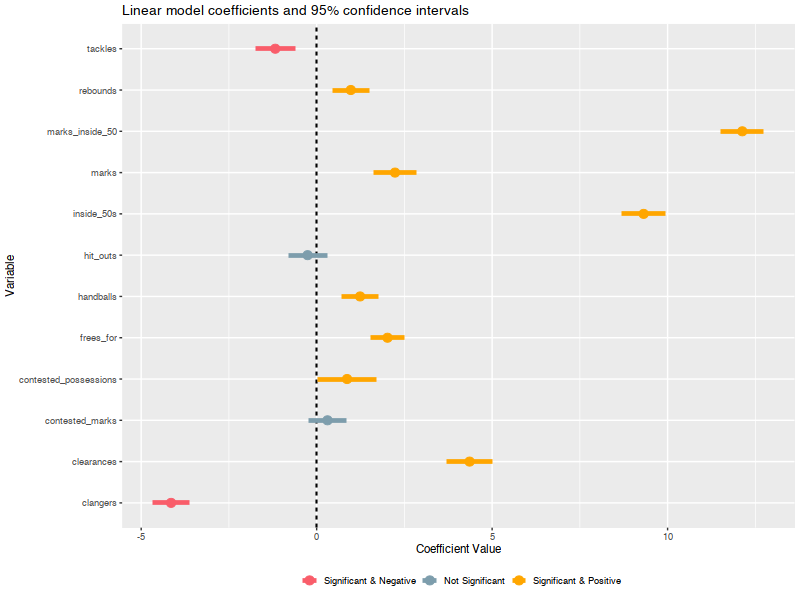 Linear model coefficients and 95% confidence intervals
Variable
tackles
rebounds
marks_inside_50
marks
inside_50s
hit_outs
handballs
frees_for
contested_possessions
contested_marks
clearances
clangers
-5 0 5 10
Coefficient Value
Significant & Negative Not Significant Significant & Positive